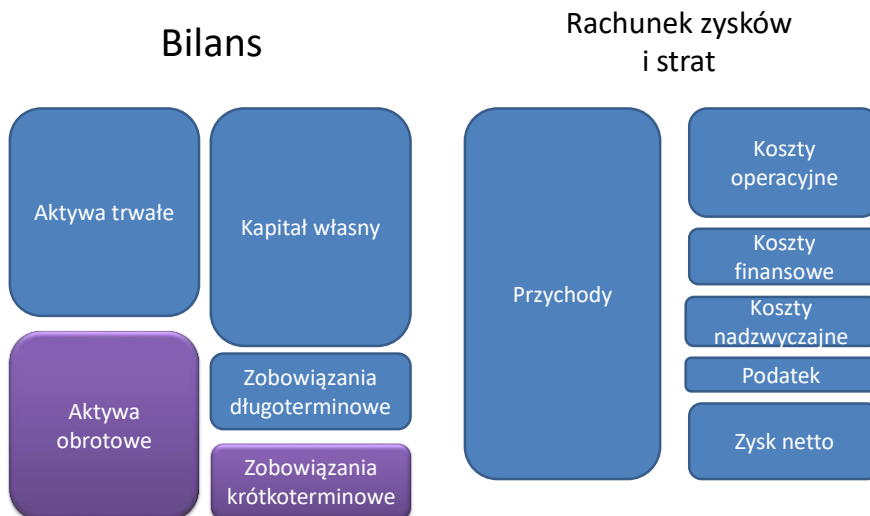 Bilans
Aktywa trwałe
Kapitał własny
Aktywa
obrotowe
Zobowiązania
długoterminowe
Zobowiązania
krótkoterminowe
Rachunek zysków
i strat
Przychody
Koszty
operacyjne
Koszty
finansowe
Koszty
nadzwyczajne
Podatek
Zysk netto